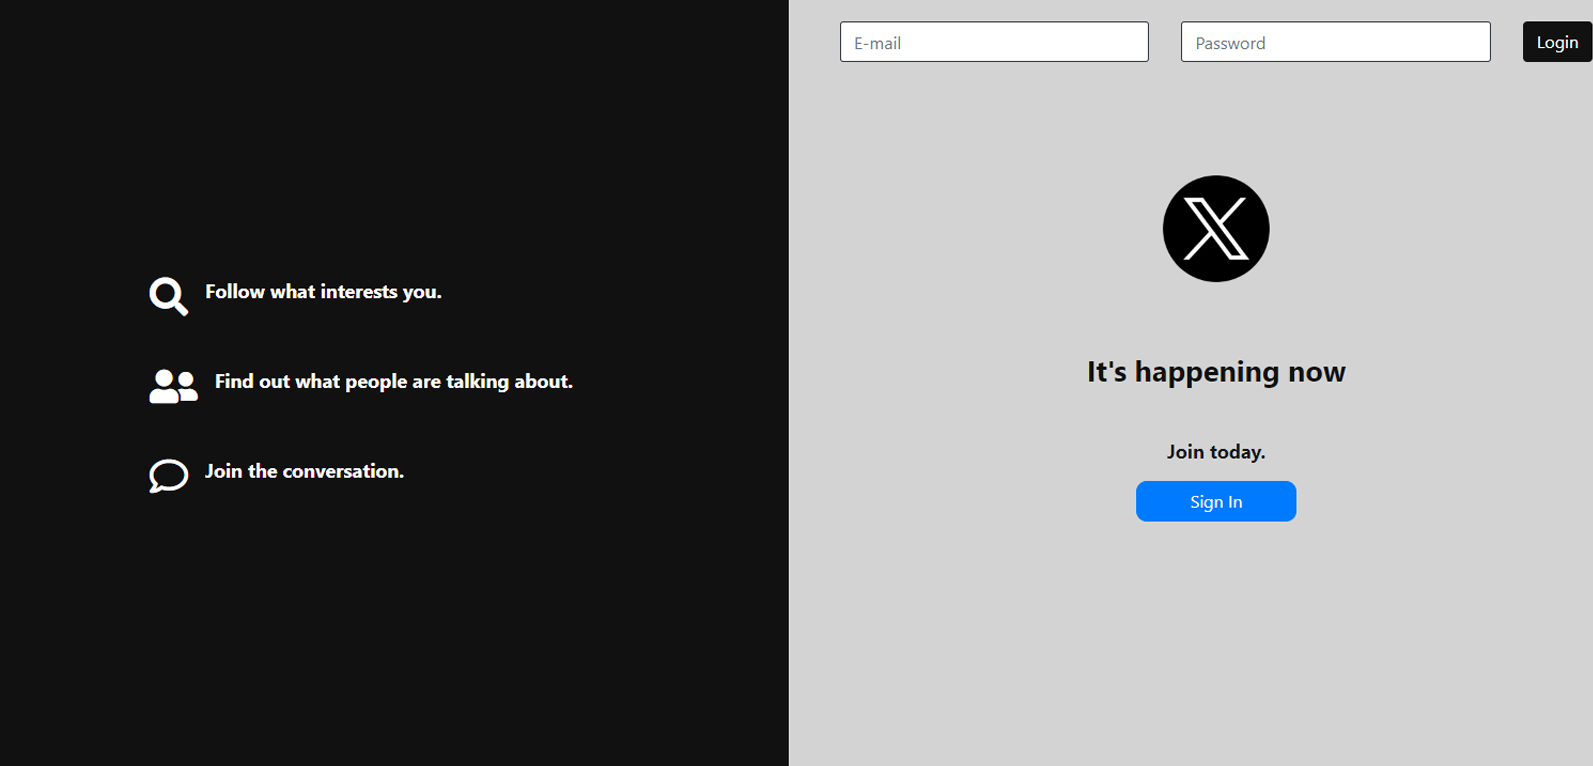 Follow what interests you.
Find out what people are talking about.
Join the conversation.
E-mail
Password
Login
X
It's happening now
Join today.
Sign In